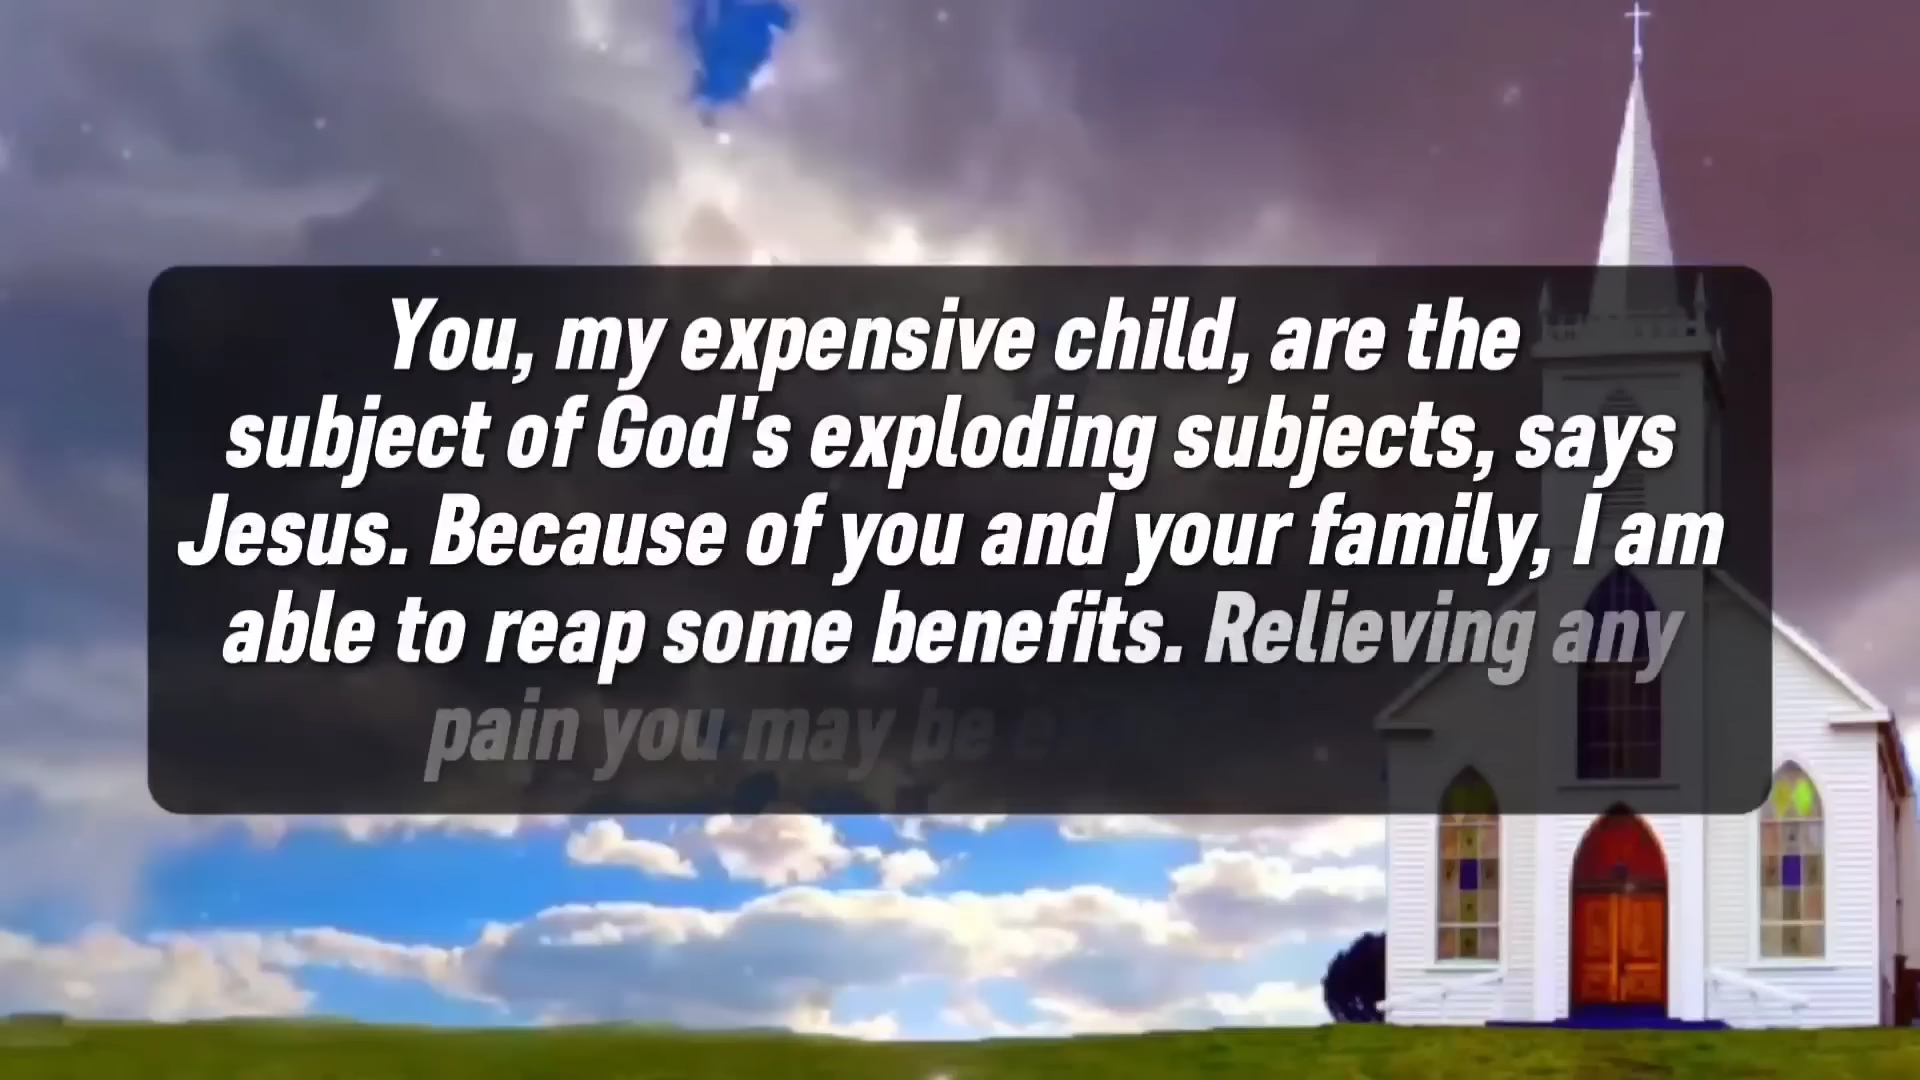 You, my expensive child, are the
subject of God's exploding subjects, says
Jesus. Because of you and your family, I am
able to reap some benefits. Relieving any
pain you may be